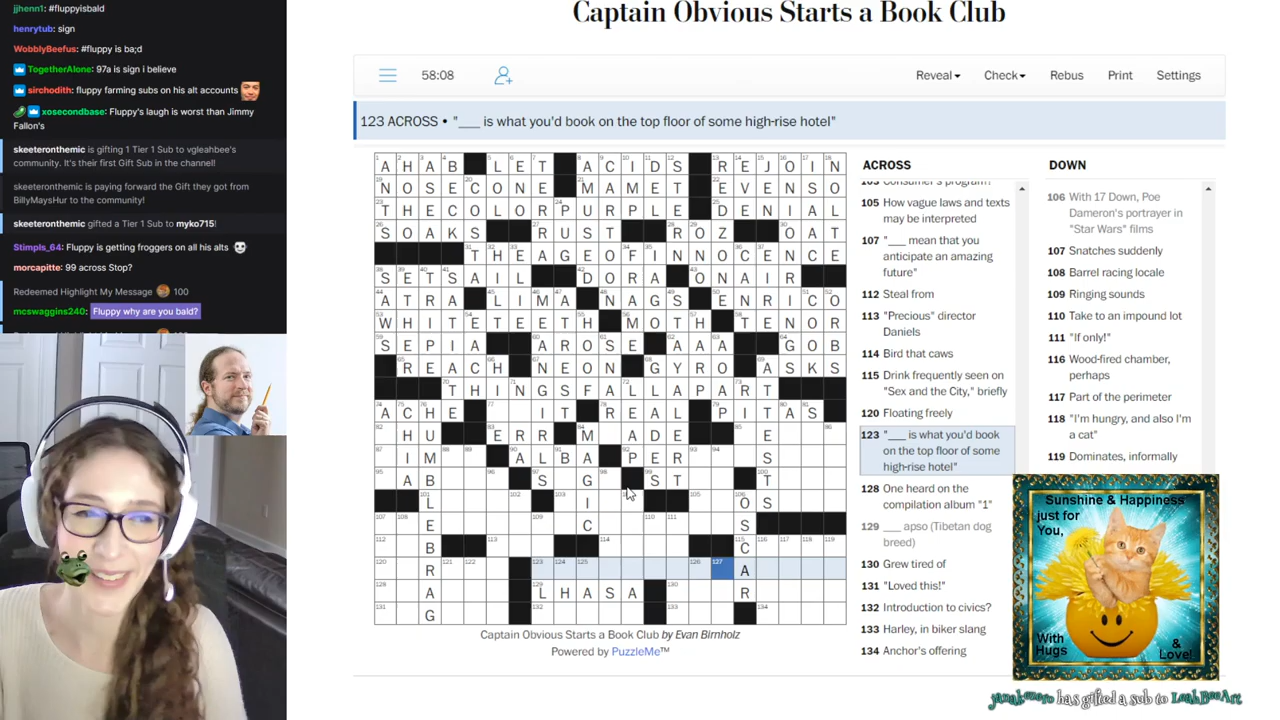 jjhenn1: #fluppyisbald
henrytub: sign
WobblyBeefus: #fluppy is ba;d
TogetherAlone: 97a is sign i believe
sirchodith: fluppy farming subs on his alt accounts
xosecondbase: Fluppy's laugh is worst than Jimmy
Fallon's
skeeteronthemic is gifting 1 Tier 1 Sub to vgleahbee's
community. It's their first Gift Sub in the channel!
skeeteronthemic is paying forward the Gift they got from
BillyMaysHur to the community!
skeeteronthemic gifted a Tier 1 Sub to myko715!
Stimpls_64: Fluppy is getting froggers on all his alts
morcapitte: 99 across Stop?
Redeemed Highlight My Message 100
mcswaggins240: Fluppy why are you bald?
Captain Obvious Starts a Book Club
58:08
Reveal
Check
Rebus
Print
Settings
123 ACROSS • "___ is what you'd book on the top floor of some high-rise hotel"
A H A B L E T A C I D S R E J O I N
N O S E C O N E M A M E T E V E N S O
T H E C O L O R P U R P L E D E N I A L
S O A K S R U S T R O Z O A T
T H E A G E O F I N N O C E N C E
S E T S A I L D O R A O N A I R
A T R A L I M A N A G S E N R I C O
W H I T E T E E T H M O T H T E N O R
S E P I A A R O S E A A A G O B
R E A C H N E O N G Y R O A S K S
T H I N G S F A L L A P A R T
A C H E I T R E A L P I T A S
H U E R R M A D E E
I M A L B A P E R S
A B S G S T T
L I O
E C S
B C
R A
A L H A S A R
G
Captain Obvious Starts a Book Club by Evan Birnholz
Powered by PuzzleMe™
ACROSS
103 Consumer's program?
105 How vague laws and texts
may be interpreted
107 "___ mean that you
anticipate an amazing
future"
112 Steal from
113 "Precious" director
Daniels
114 Bird that caws
115 Drink frequently seen on
"Sex and the City," briefly
120 Floating freely
123 "___ is what you'd book
on the top floor of some
high-rise hotel"
128 One heard on the
compilation album "1"
129 ___ apso (Tibetan dog
breed)
130 Grew tired of
131 "Loved this!"
132 Introduction to civics?
133 Harley, in biker slang
134 Anchor's offering
DOWN
106 With 17 Down, Poe
Dameron's portrayer in
"Star Wars" films
107 Snatches suddenly
108 Barrel racing locale
109 Ringing sounds
110 Take to an impound lot
111 "If only!"
116 Wood-fired chamber,
perhaps
117 Part of the perimeter
118 "I'm hungry, and also I'm
a cat"
119 Dominates, informally
Sunshine & Happiness
just for
You,
With
Hugs
&
Love!
janakozoro has gifted a sub to LeahBeeArt